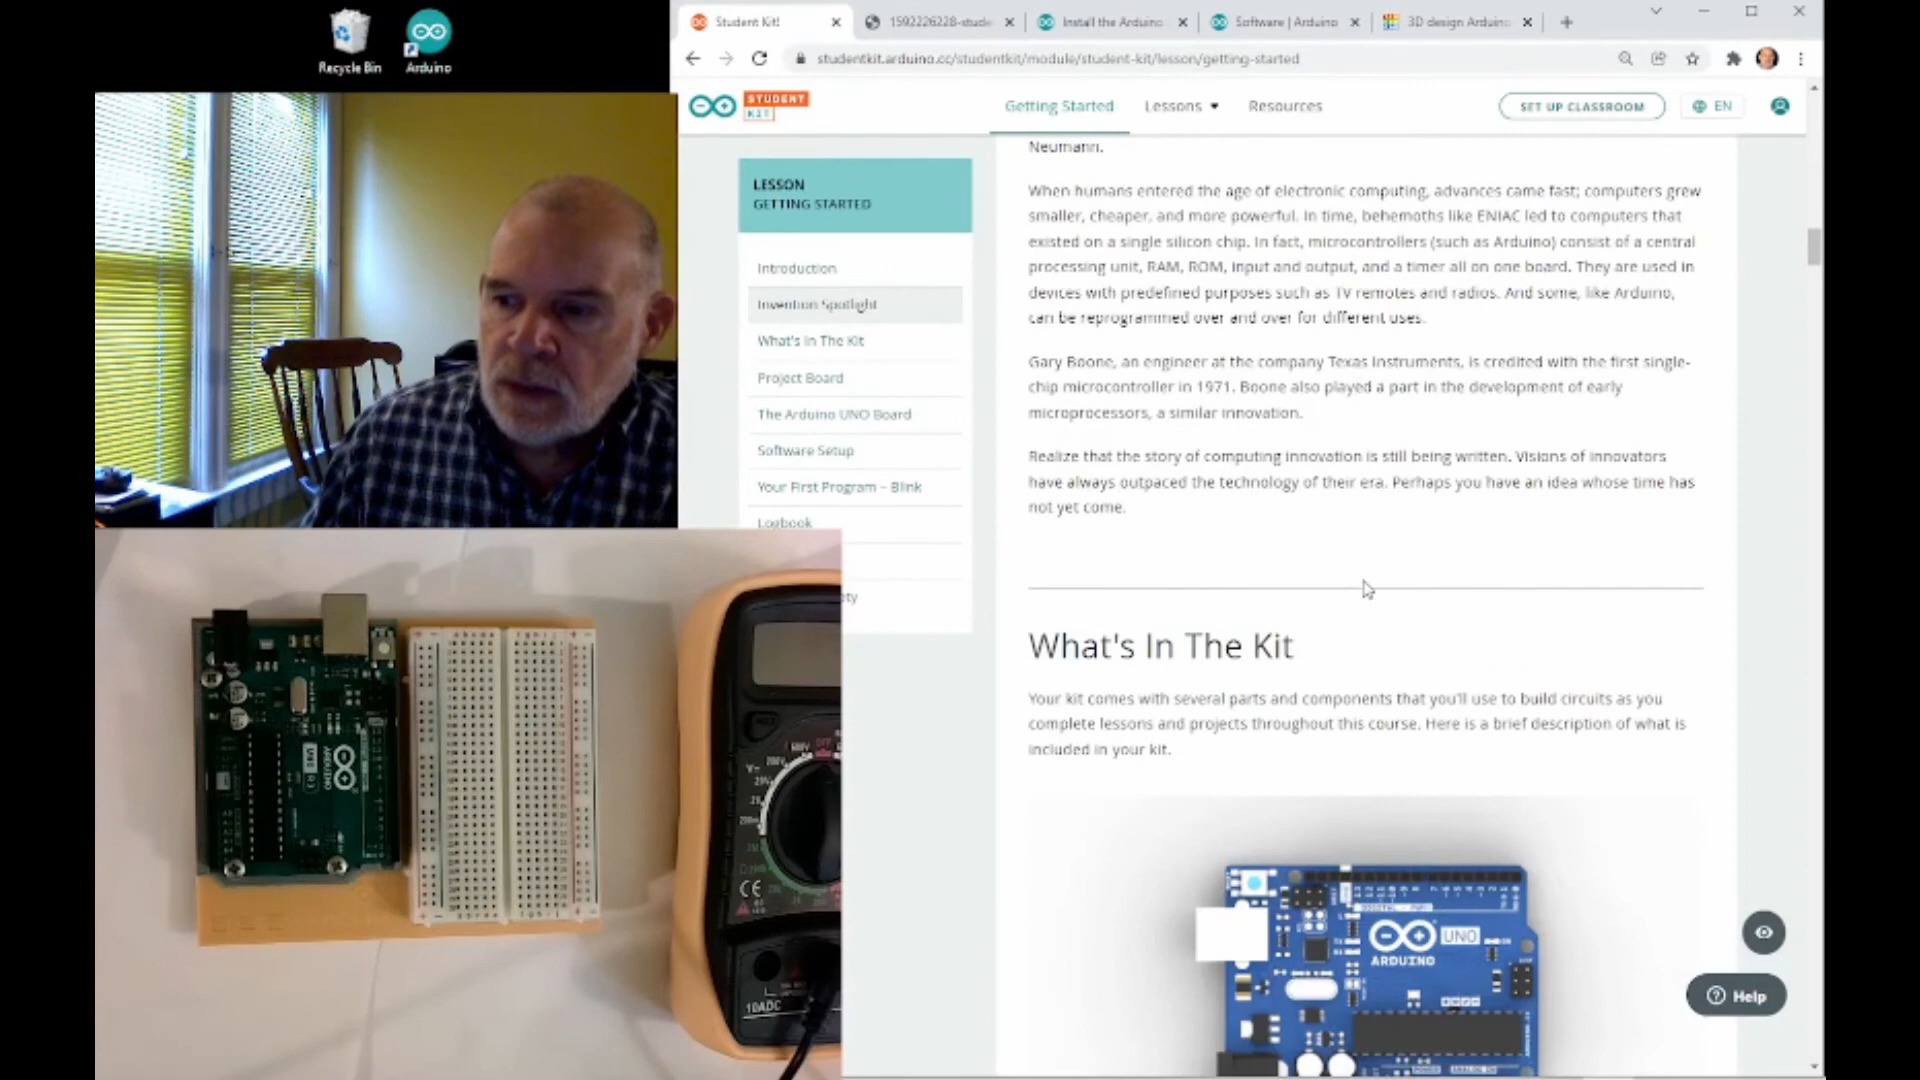 Recycle Bin
Arduino
Student Kit!
1592226228-stude
Install the Arduino
Software | Arduino
3D design Arduino
studentkit.arduino.cc/studentkit/module/student-kit/lesson/getting-started
STUDENT
KIT
Getting Started
Lessons
Resources
SET UP CLASSROOM
EN
LESSON
GETTING STARTED
Introduction
Invention Spotlight
What's In The Kit
Project Board
The Arduino UNO Board
Software Setup
Your First Program – Blink
Logbook
ety
Neumann.
When humans entered the age of electronic computing, advances came fast; computers grew
smaller, cheaper, and more powerful. In time, behemoths like ENIAC led to computers that
existed on a single silicon chip. In fact, microcontrollers (such as Arduino) consist of a central
processing unit, RAM, ROM, input and output, and a timer all on one board. They are used in
devices with predefined purposes such as TV remotes and radios. And some, like Arduino,
can be reprogrammed over and over for different uses.
Gary Boone, an engineer at the company Texas Instruments, is credited with the first single-
chip microcontroller in 1971. Boone also played a part in the development of early
microprocessors, a similar innovation.
Realize that the story of computing innovation is still being written. Visions of innovators
have always outpaced the technology of their era. Perhaps you have an idea whose time has
not yet come.
What's In The Kit
Your kit comes with several parts and components that you'll use to build circuits as you
complete lessons and projects throughout this course. Here is a brief description of what is
included in your kit.
UNO
ARDUINO
Help
ARDUINO
UNO
OFF
600V
200V
CE
10ADC